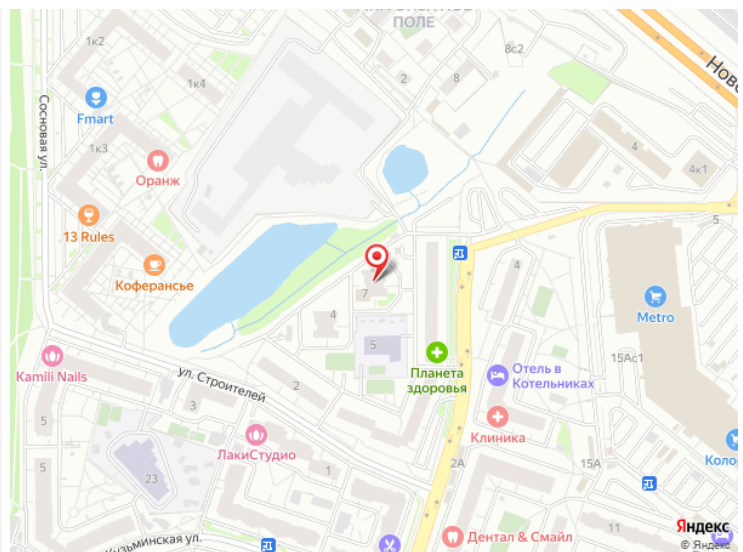 ПОЛЕ
1к2
1к4
2
8
8с2
Fmart
Сосновая ул.
1к3
Оранж
4
4к1
13 Rules
5
Коферансье
7
4
4
Metro
5
15Ас1
Планета
здоровья
Отель в
Котельниках
Kamili Nails
ул. Строителей
2
3
Клиника
ЛакиСтудио
5
5
23
1
2А
15А
11
Дентал & Смайл
Кузьминская ул.
Яндекс
© Яндекс